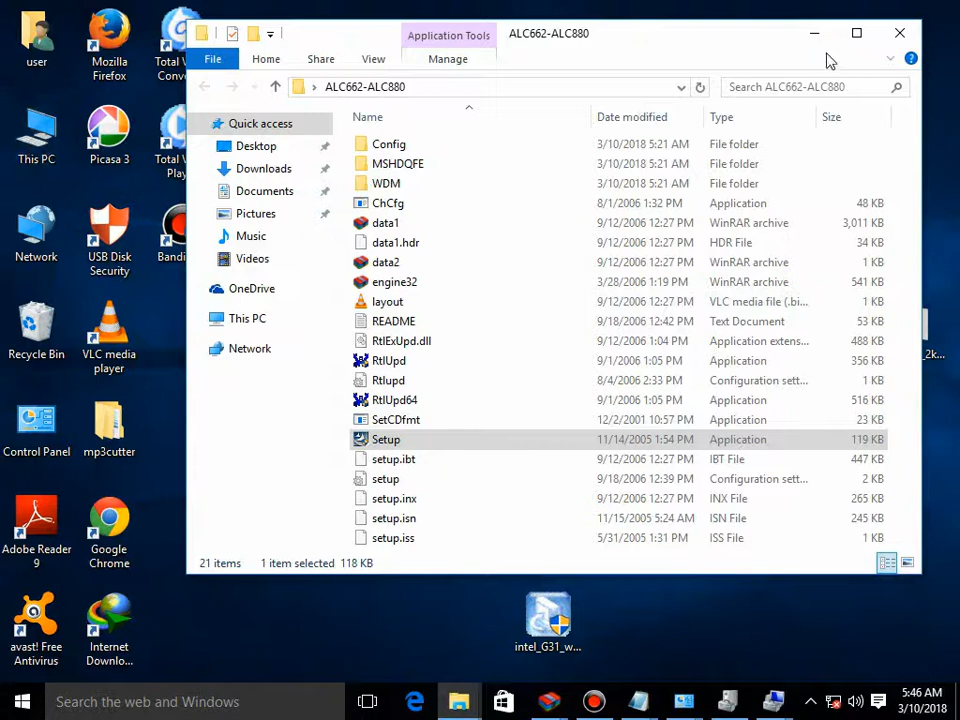 Application Tools
ALC662-ALC880
File
Home
Share
View
Manage
ALC662-ALC880
Search ALC662-ALC880
Name
Date modified
Type
Size
Quick access
Desktop
Downloads
Documents
Pictures
Music
Videos
OneDrive
This PC
Network
Config 3/10/2018 5:21 AM File folder
MSHDQFE 3/10/2018 5:21 AM File folder
WDM 3/10/2018 5:21 AM File folder
ChCfg 8/1/2006 1:32 PM Application 48 KB
data1 9/12/2006 12:27 PM WinRAR archive 3,011 KB
data1.hdr 9/12/2006 12:27 PM HDR File 34 KB
data2 9/12/2006 12:27 PM WinRAR archive 1 KB
engine32 3/28/2006 1:19 PM WinRAR archive 541 KB
layout 9/12/2006 12:27 PM VLC media file (.bi... 1 KB
README 9/18/2006 12:42 PM Text Document 53 KB
RtlExUpd.dll 9/12/2006 1:04 PM Application extens... 488 KB
RtlUpd 9/1/2006 1:05 PM Application 356 KB
Rtlupd 8/4/2006 2:33 PM Configuration sett... 1 KB
RtlUpd64 9/1/2006 1:05 PM Application 516 KB
SetCDfmt 12/2/2001 10:57 PM Application 23 KB
Setup 11/14/2005 1:54 PM Application 119 KB
setup.ibt 9/12/2006 12:27 PM IBT File 447 KB
setup 9/18/2006 12:39 PM Configuration sett... 2 KB
setup.inx 9/12/2006 12:27 PM INX File 265 KB
setup.isn 11/15/2005 5:24 AM ISN File 245 KB
setup.iss 5/31/2005 1:31 PM ISS File 1 KB
21 items
1 item selected 118 KB
user
Mozilla
Firefox
Total V
Conve
This PC
Picasa 3
Total V
Play
Network
USB Disk
Security
Bandi
Recycle Bin
VLC media
player
Control Panel
mp3cutter
Adobe Reader
9
Google
Chrome
avast! Free
Antivirus
Internet
Downlo...
intel_G31_w...
_2k...
Search the web and Windows
5:46 AM
3/10/2018